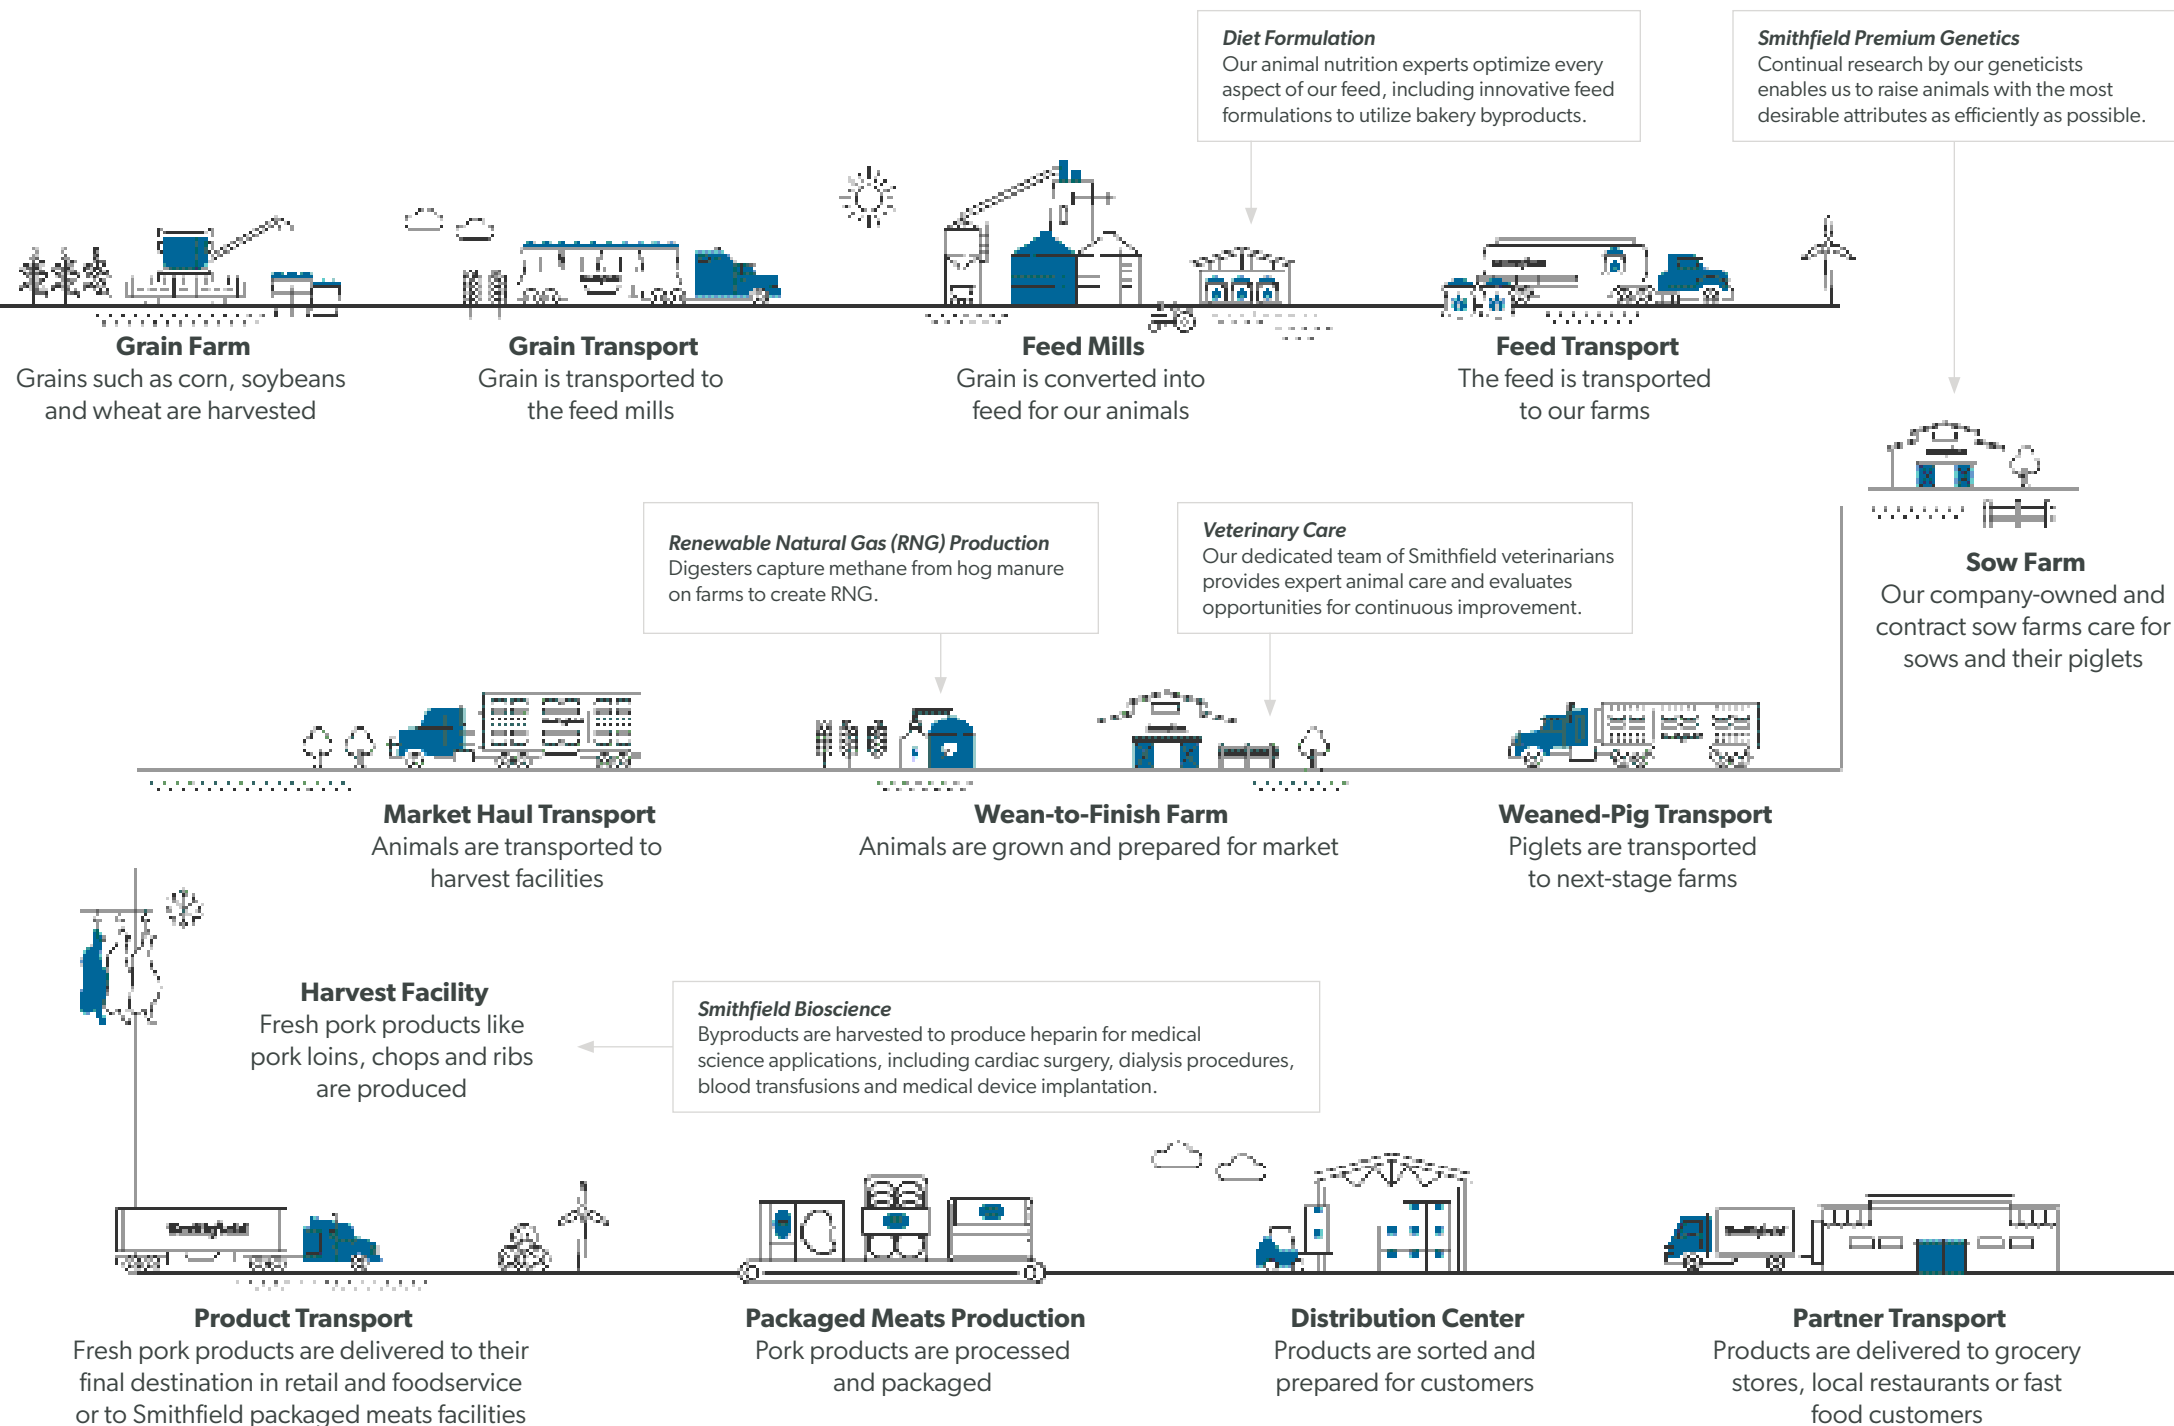 Diet Formulation
Our animal nutrition experts optimize every
aspect of our feed, including innovative feed
formulations to utilize bakery byproducts.
Smithfield Premium Genetics
Continual research by our geneticists
enables us to raise animals with the most
desirable attributes as efficiently as possible.
Grain Farm
Grains such as corn, soybeans
and wheat are harvested
Grain Transport
Grain is transported to
the feed mills
Feed Mills
Grain is converted into
feed for our animals
Feed Transport
The feed is transported
to our farms
Sow Farm
Our company-owned and
contract sow farms care for
sows and their piglets
Renewable Natural Gas (RNG) Production
Digesters capture methane from hog manure
on farms to create RNG.
Veterinary Care
Our dedicated team of Smithfield veterinarians
provides expert animal care and evaluates
opportunities for continuous improvement.
Market Haul Transport
Animals are transported to
harvest facilities
Wean-to-Finish Farm
Animals are grown and prepared for market
Weaned-Pig Transport
Piglets are transported
to next-stage farms
Harvest Facility
Fresh pork products like
pork loins, chops and ribs
are produced
Smithfield Bioscience
Byproducts are harvested to produce heparin for medical
science applications, including cardiac surgery, dialysis procedures,
blood transfusions and medical device implantation.
Smithfield
Product Transport
Fresh pork products are delivered to their
final destination in retail and foodservice
or to Smithfield packaged meats facilities
Packaged Meats Production
Pork products are processed
and packaged
Distribution Center
Products are sorted and
prepared for customers
Smithfield
Partner Transport
Products are delivered to grocery
stores, local restaurants or fast
food customers